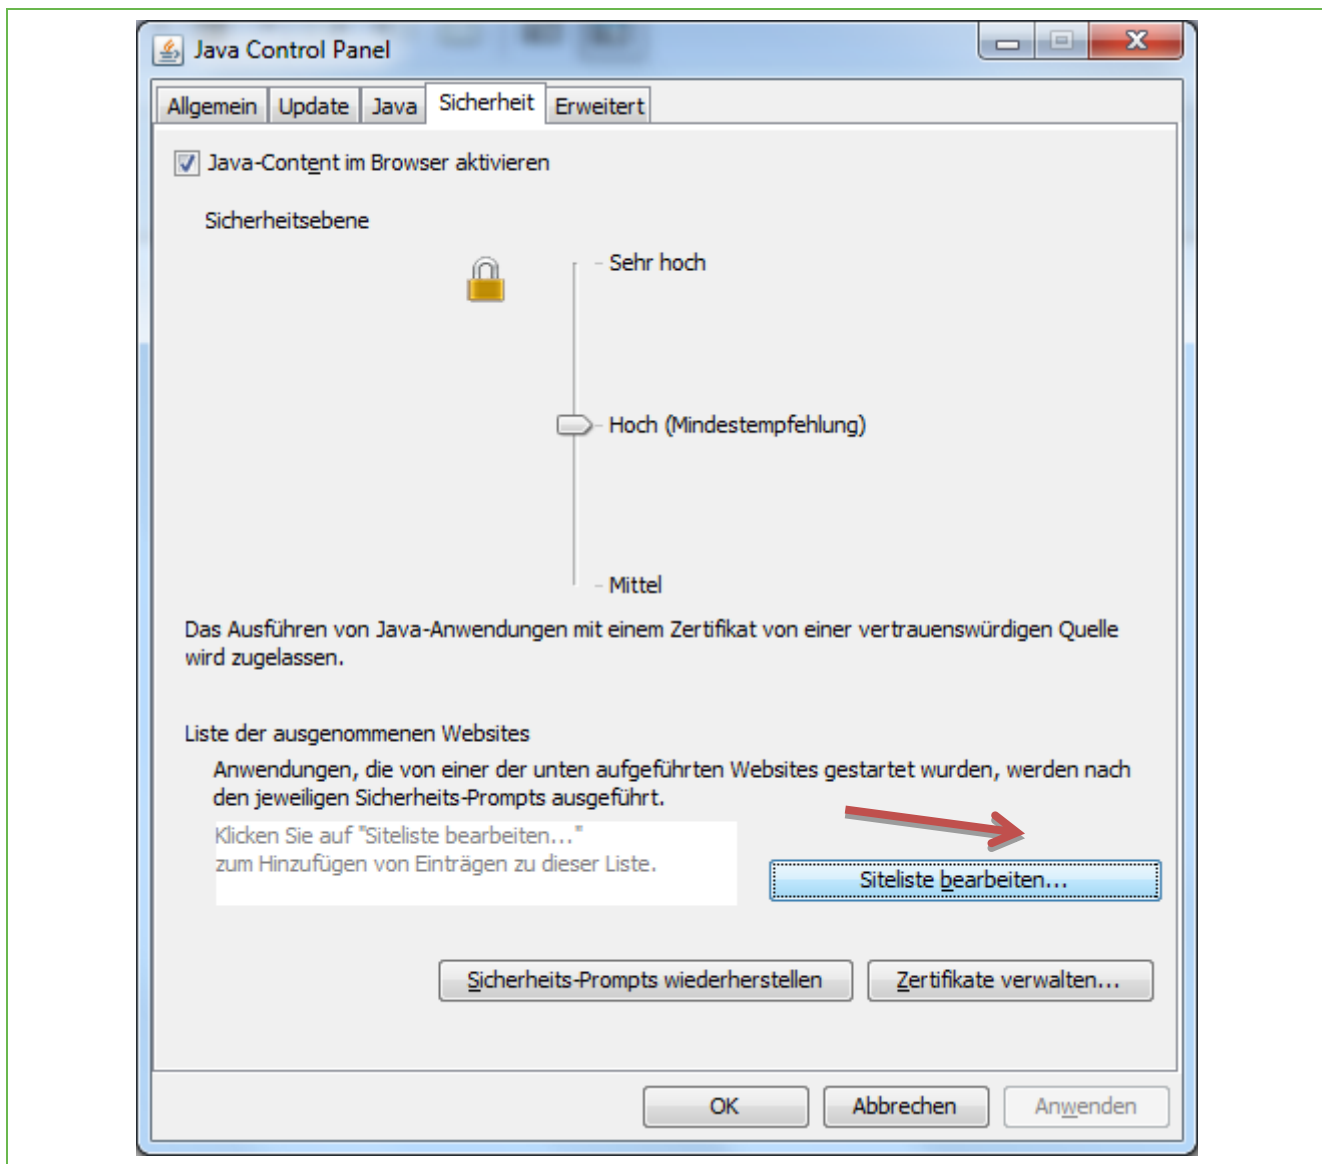 Java Control Panel
Allgemein Update Java Sicherheit Erweitert
Java-Content im Browser aktivieren
Sicherheitsebene
Sehr hoch
Hoch (Mindestempfehlung)
Mittel
Das Ausführen von Java-Anwendungen mit einem Zertifikat von einer vertrauenswürdigen Quelle
wird zugelassen.
Liste der ausgenommenen Websites
Anwendungen, die von einer der unten aufgeführten Websites gestartet wurden, werden nach
den jeweiligen Sicherheits-Prompts ausgeführt.
Klicken Sie auf "Siteliste bearbeiten..."
zum Hinzufügen von Einträgen zu dieser Liste.
Siteliste bearbeiten...
Sicherheits-Prompts wiederherstellen Zertifikate verwalten...
OK Abbrechen Anwenden